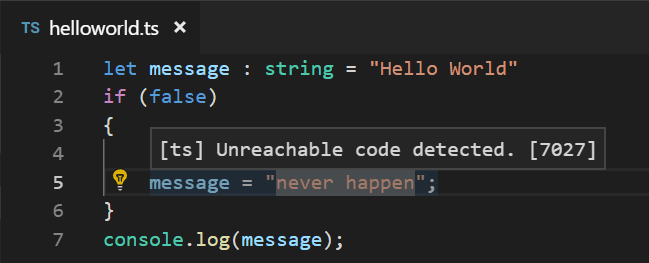 TS helloworld.ts ×
1 let message : string = "Hello World"
2 if (false)
3 {
4 [ts] Unreachable code detected. [7027]
5 message = "never happen";
6 }
7 console.log(message);